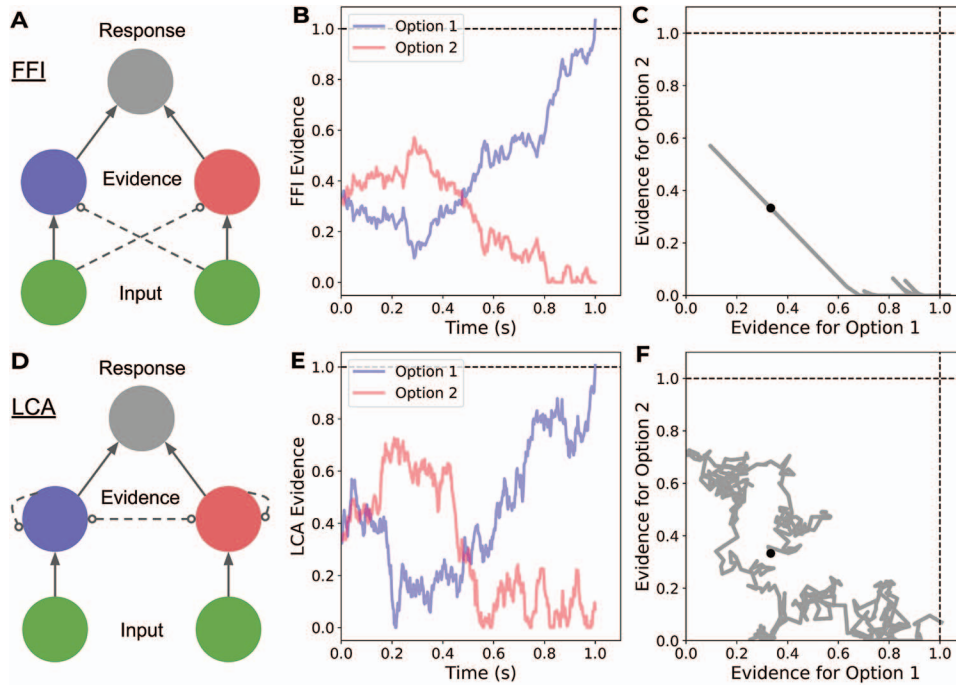 A
Response
FFI
Evidence
Input
B
Option 1
Option 2
1.0
0.8
0.6
0.4
0.2
0.0
FFI Evidence
0.0 0.2 0.4 0.6 0.8 1.0
Time (s)
C
1.0
0.8
0.6
0.4
0.2
0.0
Evidence for Option 2
0.0 0.2 0.4 0.6 0.8 1.0
Evidence for Option 1
D
Response
LCA
Evidence
Input
E
Option 1
Option 2
1.0
0.8
0.6
0.4
0.2
0.0
LCA Evidence
0.0 0.2 0.4 0.6 0.8 1.0
Time (s)
F
1.0
0.8
0.6
0.4
0.2
0.0
Evidence for Option 2
0.0 0.2 0.4 0.6 0.8 1.0
Evidence for Option 1